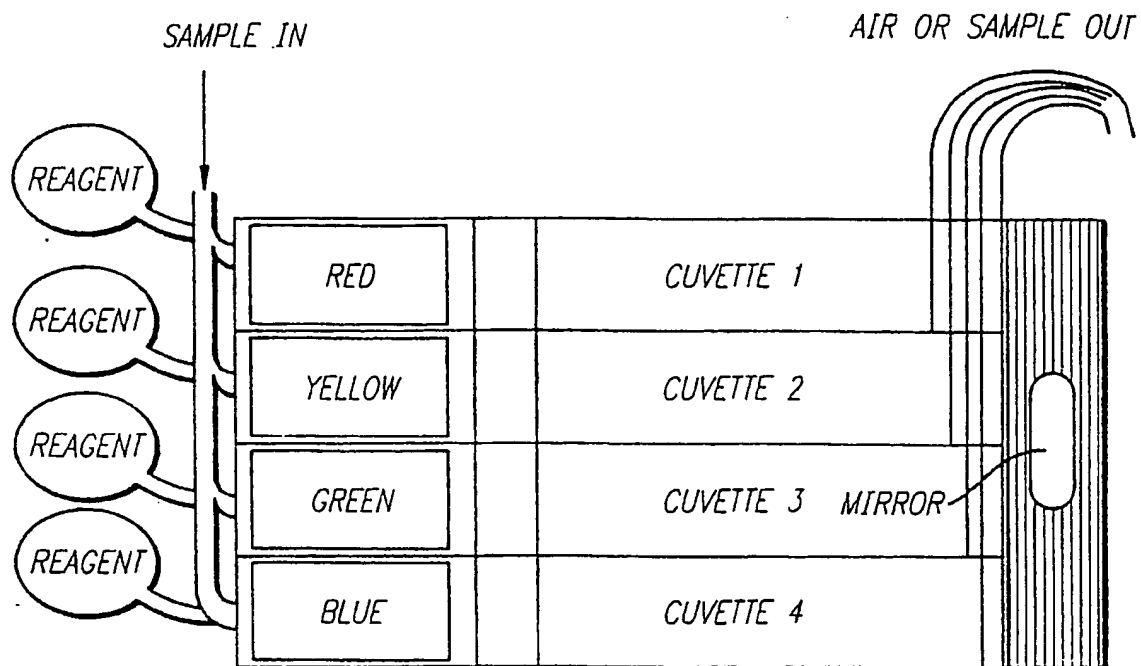 SAMPLE IN
AIR OR SAMPLE OUT
REAGENT
RED
CUVETTE 1
REAGENT
YELLOW
CUVETTE 2
REAGENT
GREEN
CUVETTE 3
MIRROR
REAGENT
BLUE
CUVETTE 4